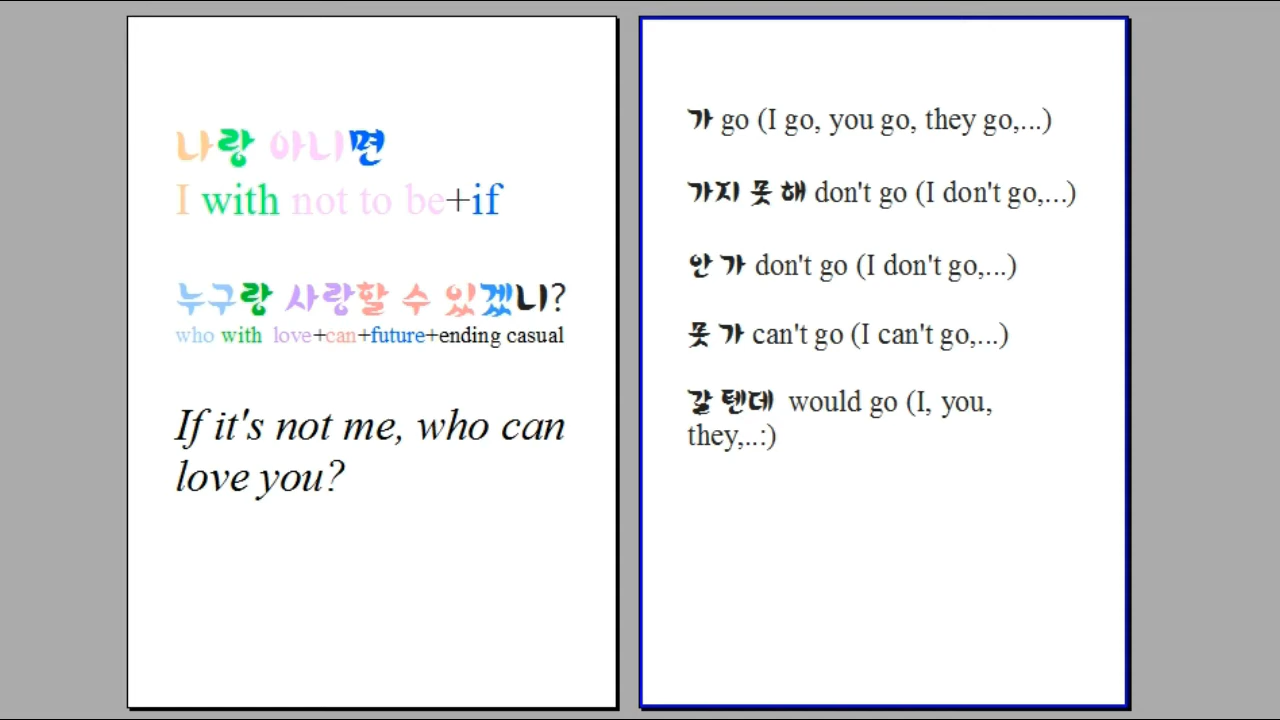 나랑 아니면
I with not to be+if
누구랑 사랑할 수 있겠니?
who with love+can+future+ending casual
If it's not me, who can
love you?
가 go (I go, you go, they go,...)
가지 못 해 don't go (I don't go,...)
안 가 don't go (I don't go,...)
못 가 can't go (I can't go,...)
갈 텐데 would go (I, you,
they,..:)